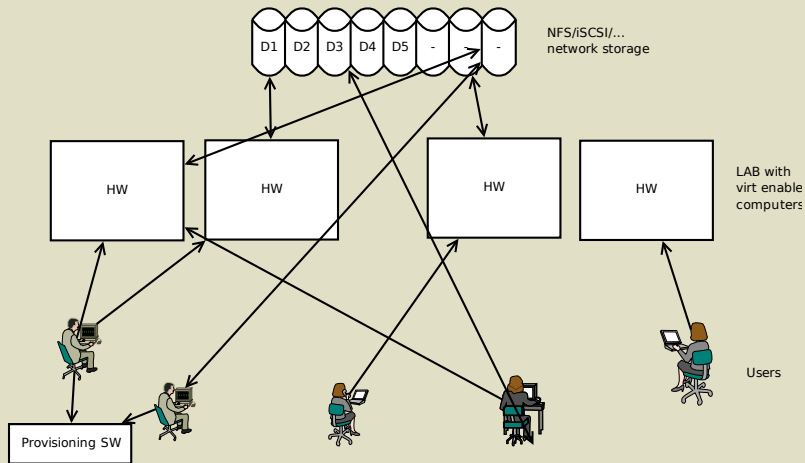 D1 D2 D3 D4 D5 - - -
NFS/iSCSI/...
network storage
HW
HW
HW
HW
LAB with
virt enable
computers
Users
Provisioning SW